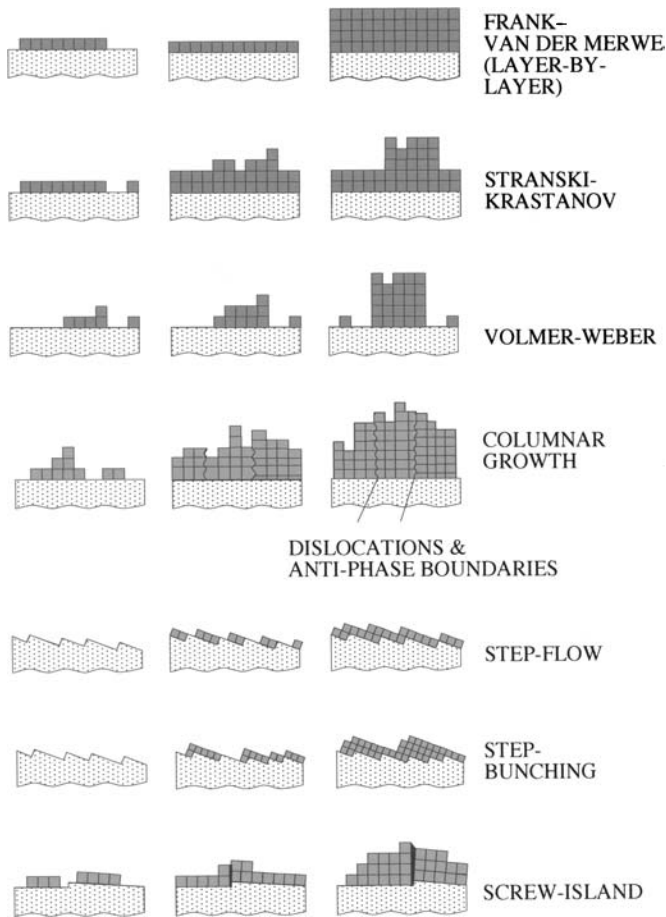 FRANK–
VAN DER MERWE
(LAYER-BY-
LAYER)
STRANSKI-
KRASTANOV
VOLMER-WEBER
COLUMNAR
GROWTH
DISLOCATIONS &
ANTI-PHASE BOUNDARIES
STEP-FLOW
STEP-
BUNCHING
SCREW-ISLAND